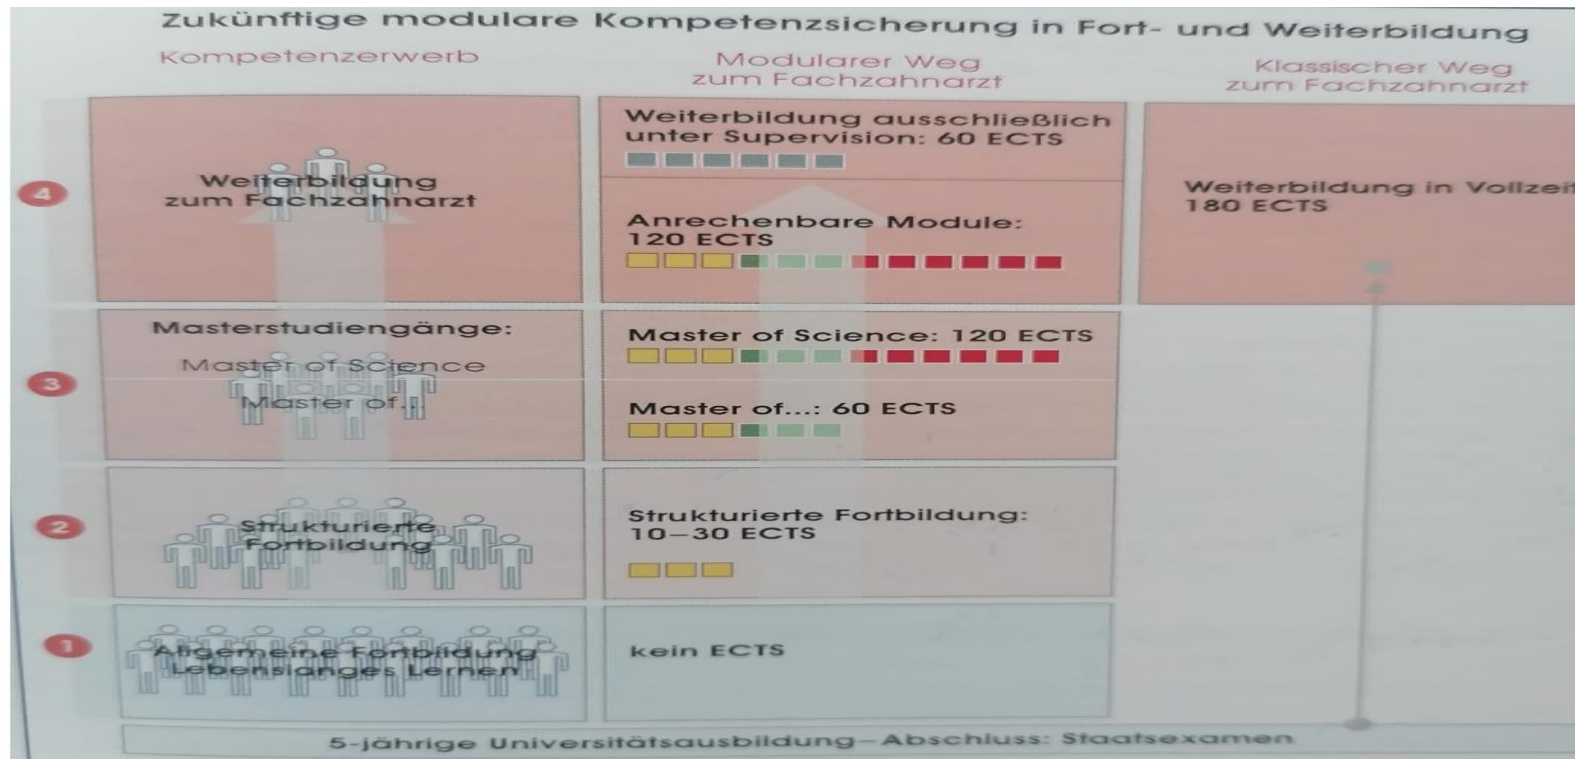 Zukünftige modulare Kompetenzsicherung in Fort- und Weiterbildung
Kompetenzerwerb
Modularer Weg
zum Fachzahnarzt
Klassischer Weg
zum Fachzahnarzt
4
Weiterbildung
zum Fachzahnarzt
Weiterbildung ausschließlich
unter Supervision: 60 ECTS
Anrechenbare Module:
120 ECTS
Weiterbildung in Vollzeit
180 ECTS
3
Masterstudiengänge:
Master of Science
Master of...
Master of Science: 120 ECTS
Master of...: 60 ECTS
2
Strukturierte
Fortbildung
Strukturierte Fortbildung:
10–30 ECTS
1
Allgemeine Fortbildung
Lebenslanges Lernen
kein ECTS
5-jährige Universitätsausbildung–Abschluss: Staatsexamen